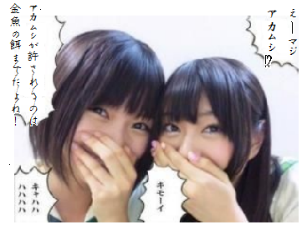 えーマジ
アカムシ!?
アカムシが許されるのは
金魚の餌までだよねー!
キモーイ
キャハハ
ハハハハ